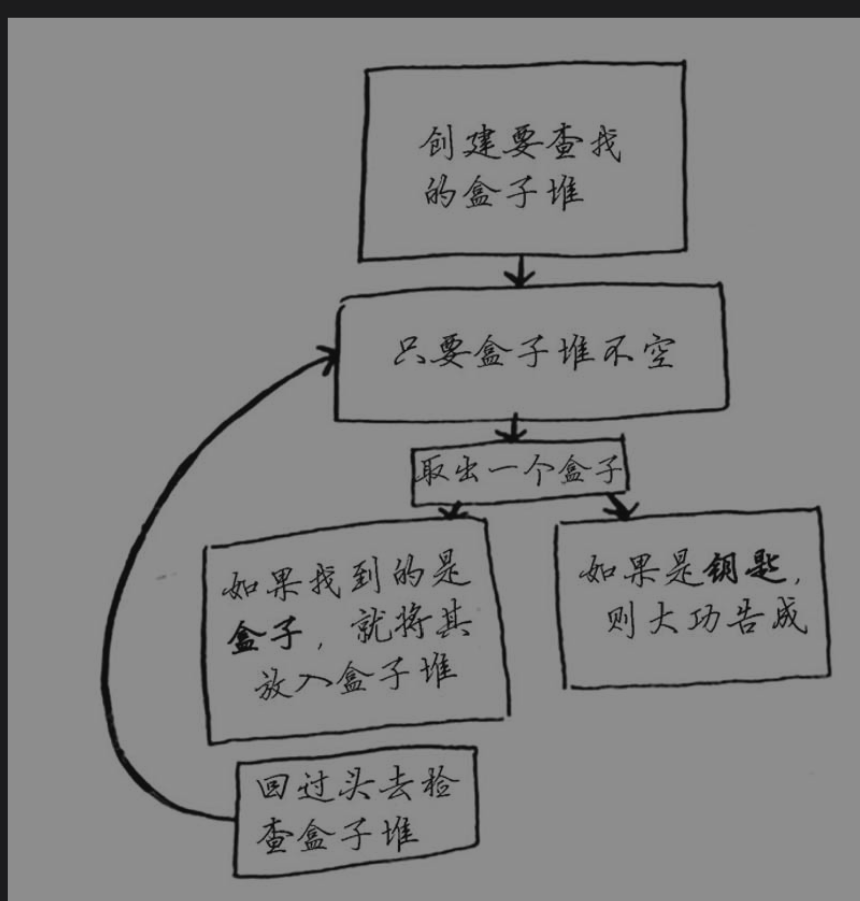 创建要查找
的盒子堆
只要盒子堆不空
取出一个盒子
如果找到的是
盒子，就将其
放入盒子堆
如果是钥匙，
则大功告成
回过头去检
查盒子堆